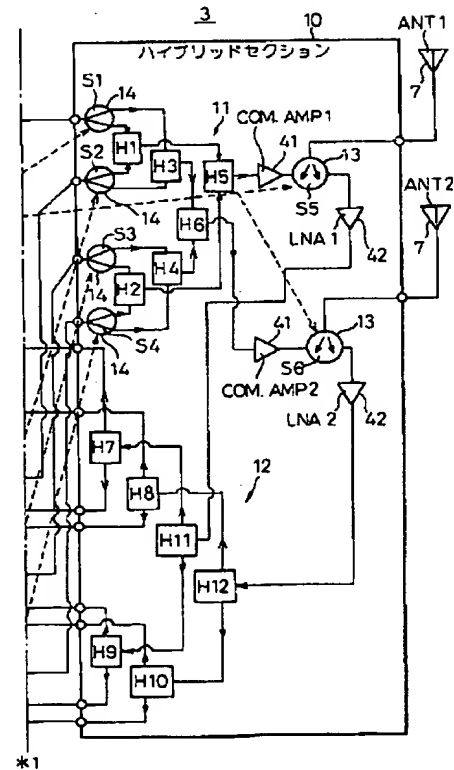 3
10
ANT1
ハイブリッドセクション
7
S1
14
11
COM. AMP1
H1
H3
41
13
S2
H5
ANT2
14
S5
7
H6
S3
LNA 1
42
H4
14
H2
41
13
14
S4
S6
COM. AMP2
LNA 2
42
H7
H8
12
H11
H12
H9
H10
*1